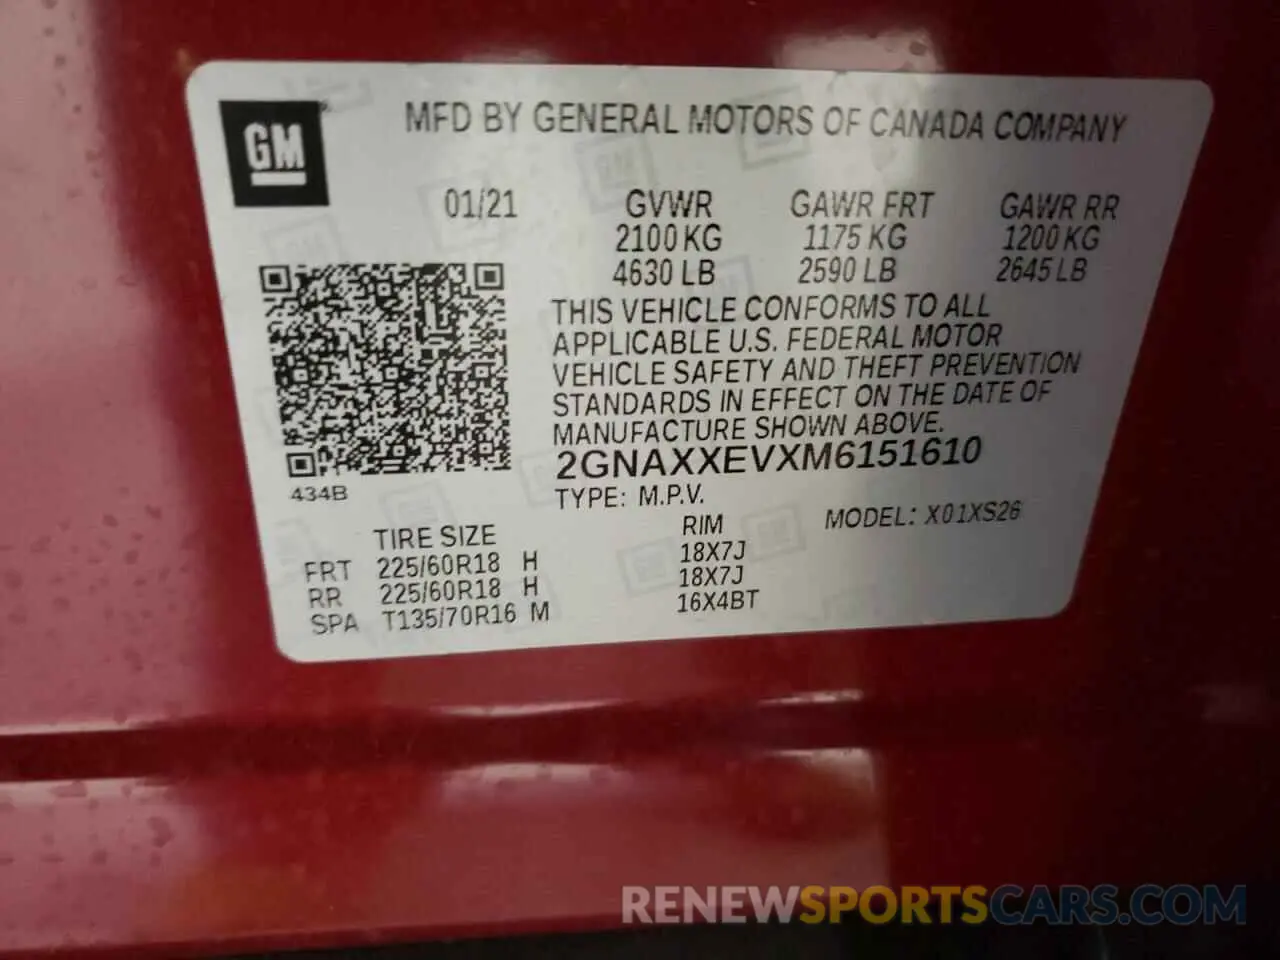 GM
MFD BY GENERAL MOTORS OF CANADA COMPANY
01/21 GVWR GAWR FRT GAWR RR
2100 KG 1175 KG 1200 KG
4630 LB 2590 LB 2645 LB
THIS VEHICLE CONFORMS TO ALL
APPLICABLE U.S. FEDERAL MOTOR
VEHICLE SAFETY AND THEFT PREVENTION
STANDARDS IN EFFECT ON THE DATE OF
MANUFACTURE SHOWN ABOVE.
2GNAXXEVXM6151610
434B
TYPE: M.P.V. MODEL: X01XS26
TIRE SIZE RIM
FRT 225/60R18 H 18X7J
RR 225/60R18 H 18X7J
SPA T135/70R16 M 16X4BT
RENEWSPORTSCARS.COM